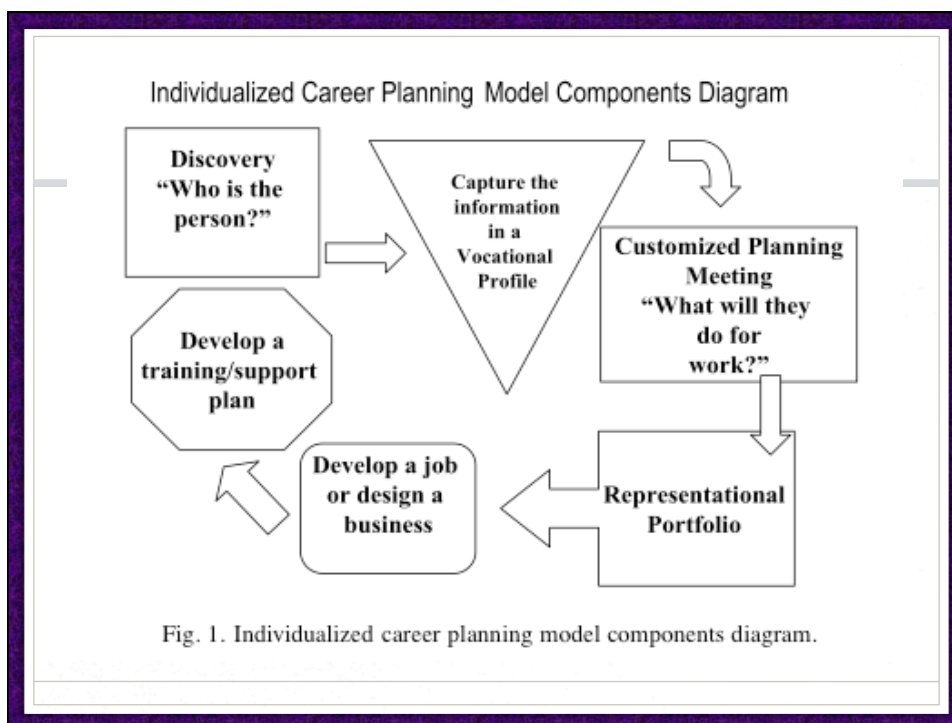 Individualized Career Planning Model Components Diagram
Discovery
“Who is the
person?”
Capture the
information
in a
Vocational
Profile
Customized Planning
Meeting
“What will they
do for
work?”
Representational
Portfolio
Develop a job
or design a
business
Develop a
training/support
plan
Fig. 1. Individualized career planning model components diagram.